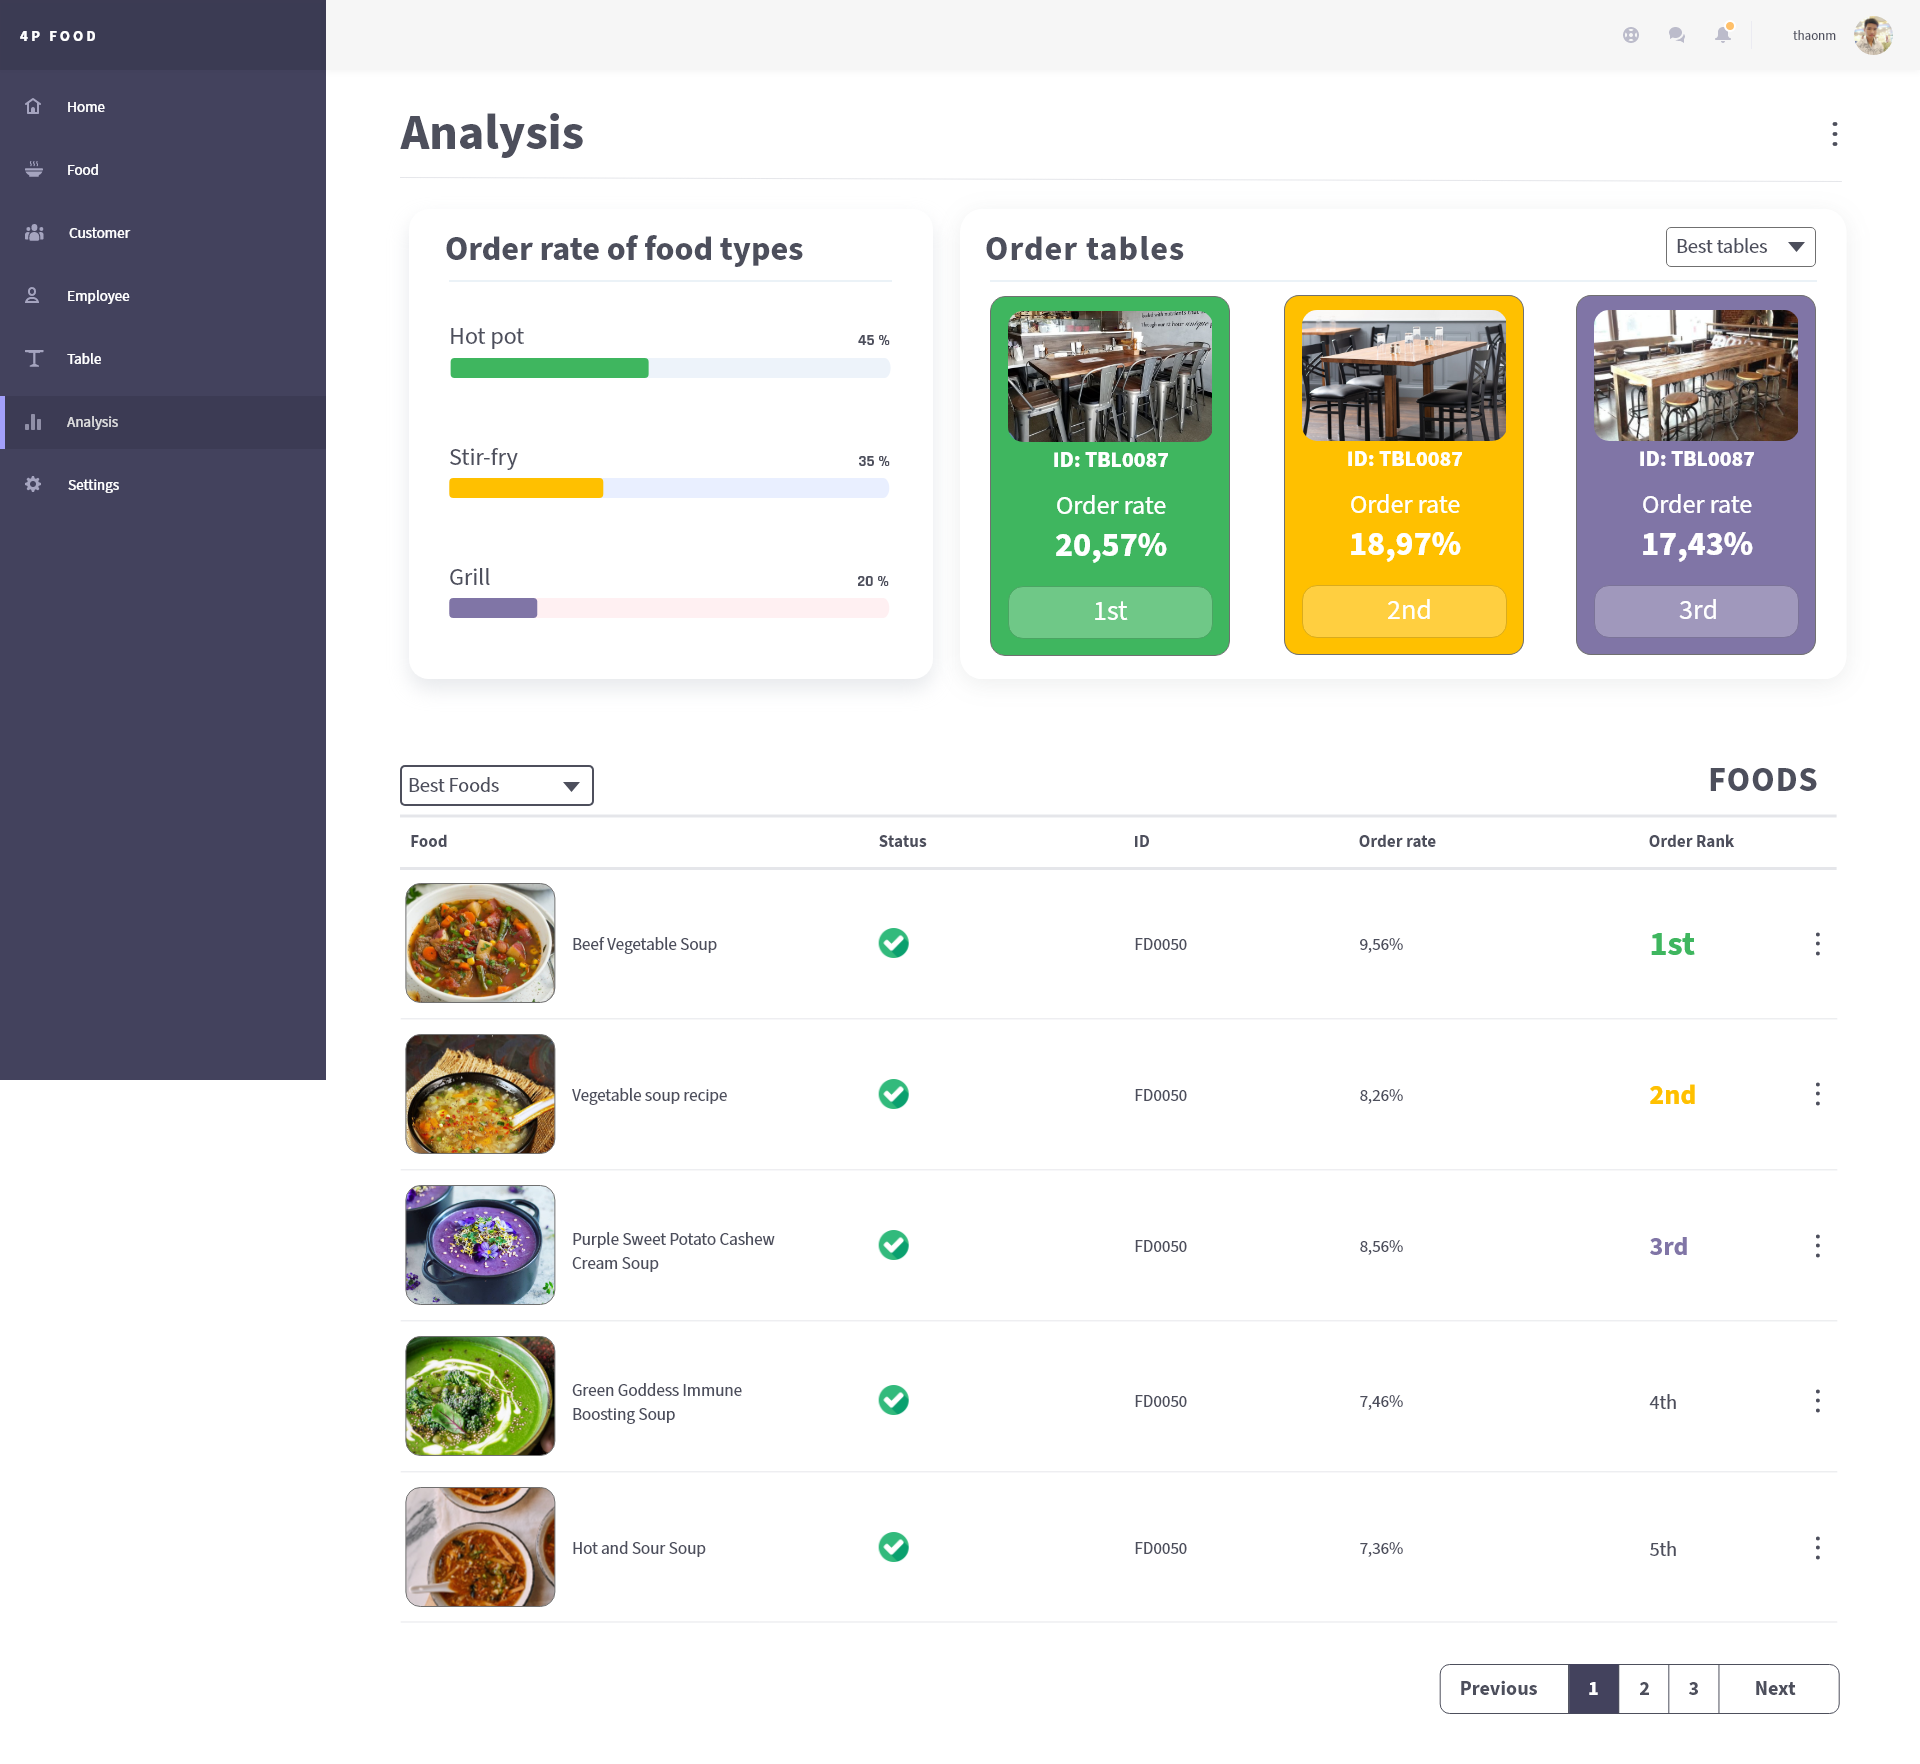 4P FOOD
thaonm
Home
Food
Customer
Employee
Table
Analysis
Settings
Analysis
Order rate of food types
Hot pot
45 %
Stir-fry
35 %
Grill
20 %
Order tables
Best tables
ID: TBL0087
Order rate
20,57%
1st
ID: TBL0087
Order rate
18,97%
2nd
ID: TBL0087
Order rate
17,43%
3rd
Best Foods
FOODS
Food Status ID Order rate Order Rank
Beef Vegetable Soup FD0050 9,56% 1st
Vegetable soup recipe FD0050 8,26% 2nd
Purple Sweet Potato Cashew
Cream Soup
FD0050 8,56% 3rd
Green Goddess Immune
Boosting Soup
FD0050 7,46% 4th
Hot and Sour Soup FD0050 7,36% 5th
Previous 1 2 3 Next